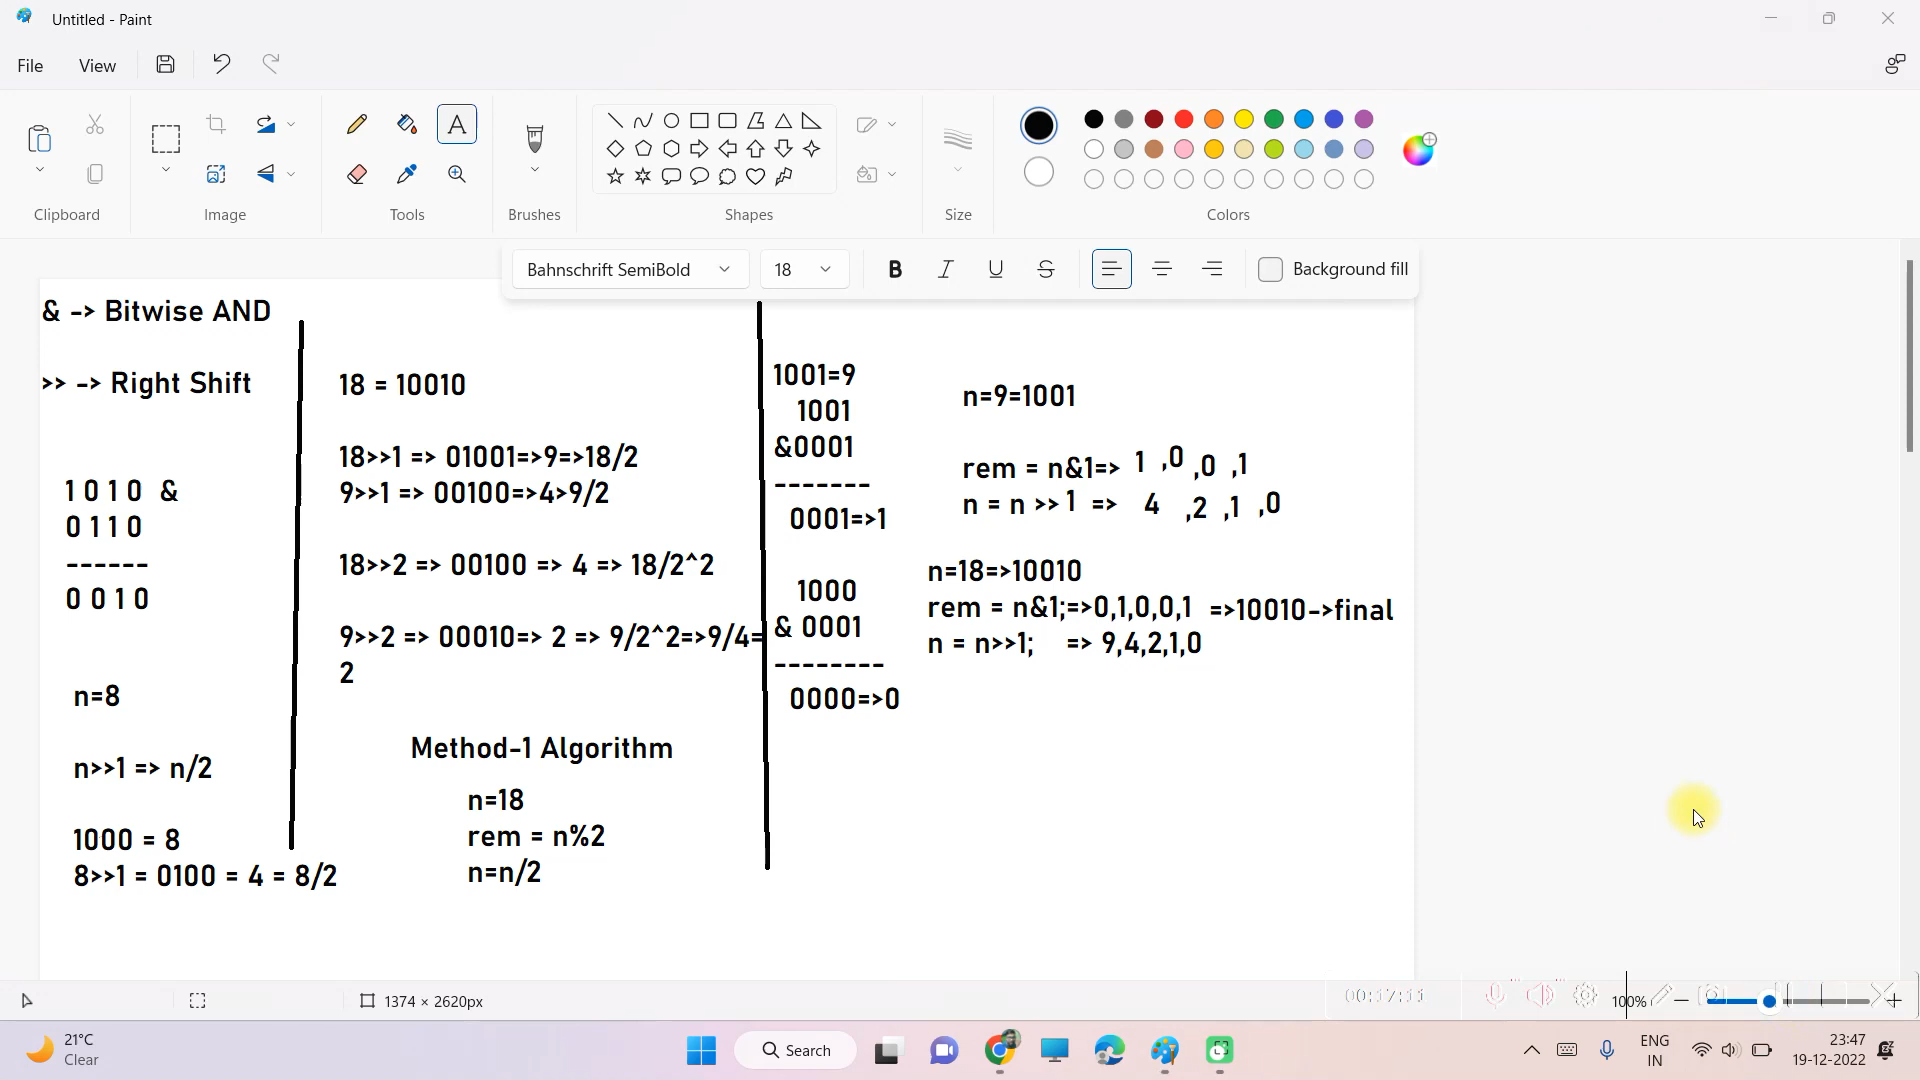 Untitled - Paint
File
View
Clipboard
Image
Tools
Brushes
Shapes
Size
Colors
Bahnschrift SemiBold
18
B
I
U
S
Background fill
& -> Bitwise AND
>> -> Right Shift
1 0 1 0 &
0 1 1 0
------
0 0 1 0
n=8
n>>1 => n/2
1000 = 8
8>>1 = 0100 = 4 = 8/2
18 = 10010
18>>1 => 01001=>9=>18/2
9>>1 => 00100=>4>9/2
18>>2 => 00100 => 4 => 18/2^2
9>>2 => 00010=> 2 => 9/2^2=>9/4=
2
Method-1 Algorithm
n=18
rem = n%2
n=n/2
1001=9
1001
&0001
-------
0001=>1
1000
& 0001
--------
0000=>0
n=9=1001
rem = n&1=> 1 ,0 ,0 ,1
n = n >> 1 => 4 ,2 ,1 ,0
n=18=>10010
rem = n&1;=>0,1,0,0,1 =>10010->final
n = n>>1; => 9,4,2,1,0
1374 × 2620px
00:17:11
100%
21°C
Clear
Search
ENG
IN
23:47
19-12-2022